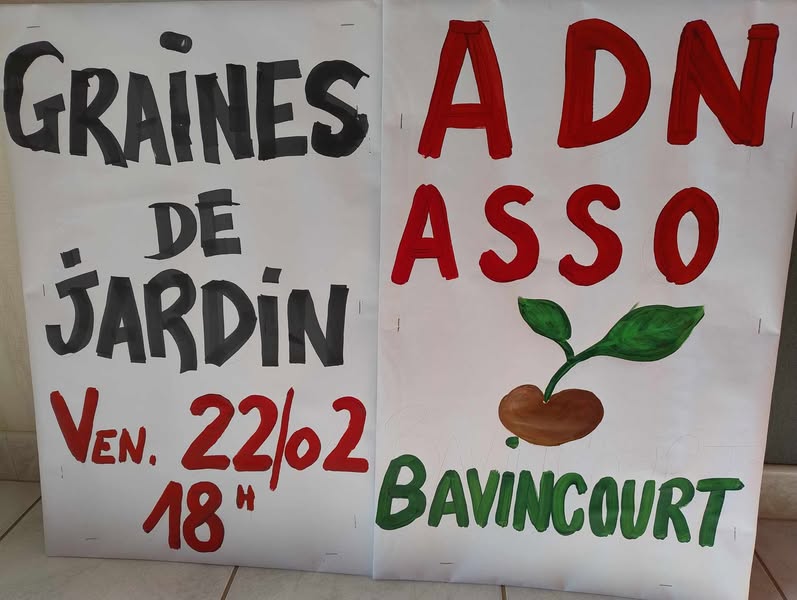 GRAINES
DE
JARDIN
VEN. 22/02
18H
ADN
ASSO
BAVINCOURT